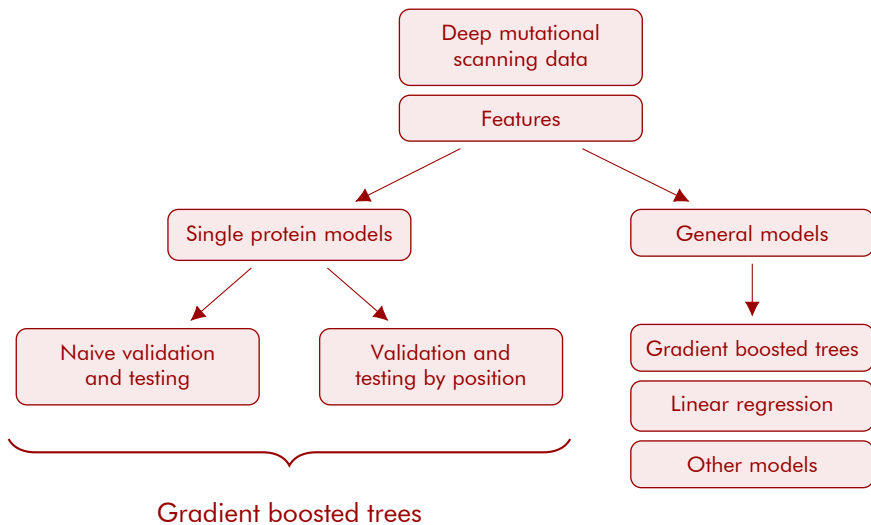 Deep mutational
scanning data
Features
Single protein models
General models
Naive validation
and testing
Validation and
testing by position
Gradient boosted trees
Linear regression
Other models
Gradient boosted trees